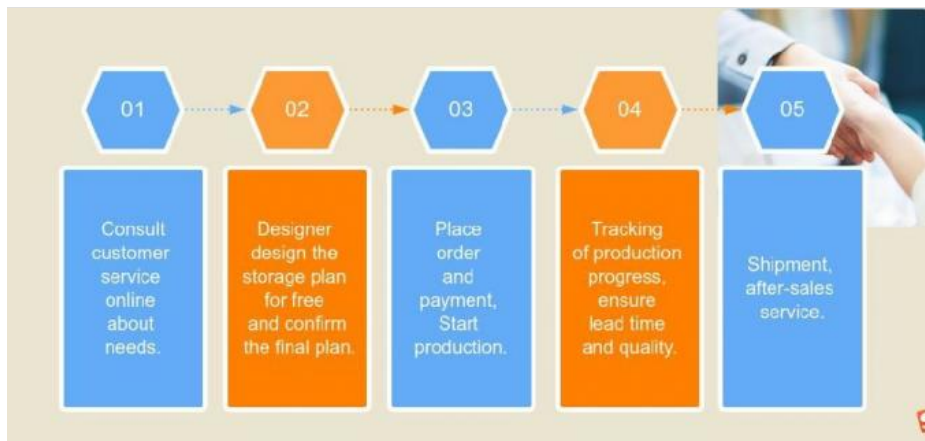 01
02
03
04
05
Consult
customer
service
online
about
needs.
Designer
design the
storage plan
for free
and confirm
the final plan.
Place
order
and
payment,
Start
production.
Tracking
of production
progress,
ensure
lead time
and quality.
Shipment,
after-sales
service.